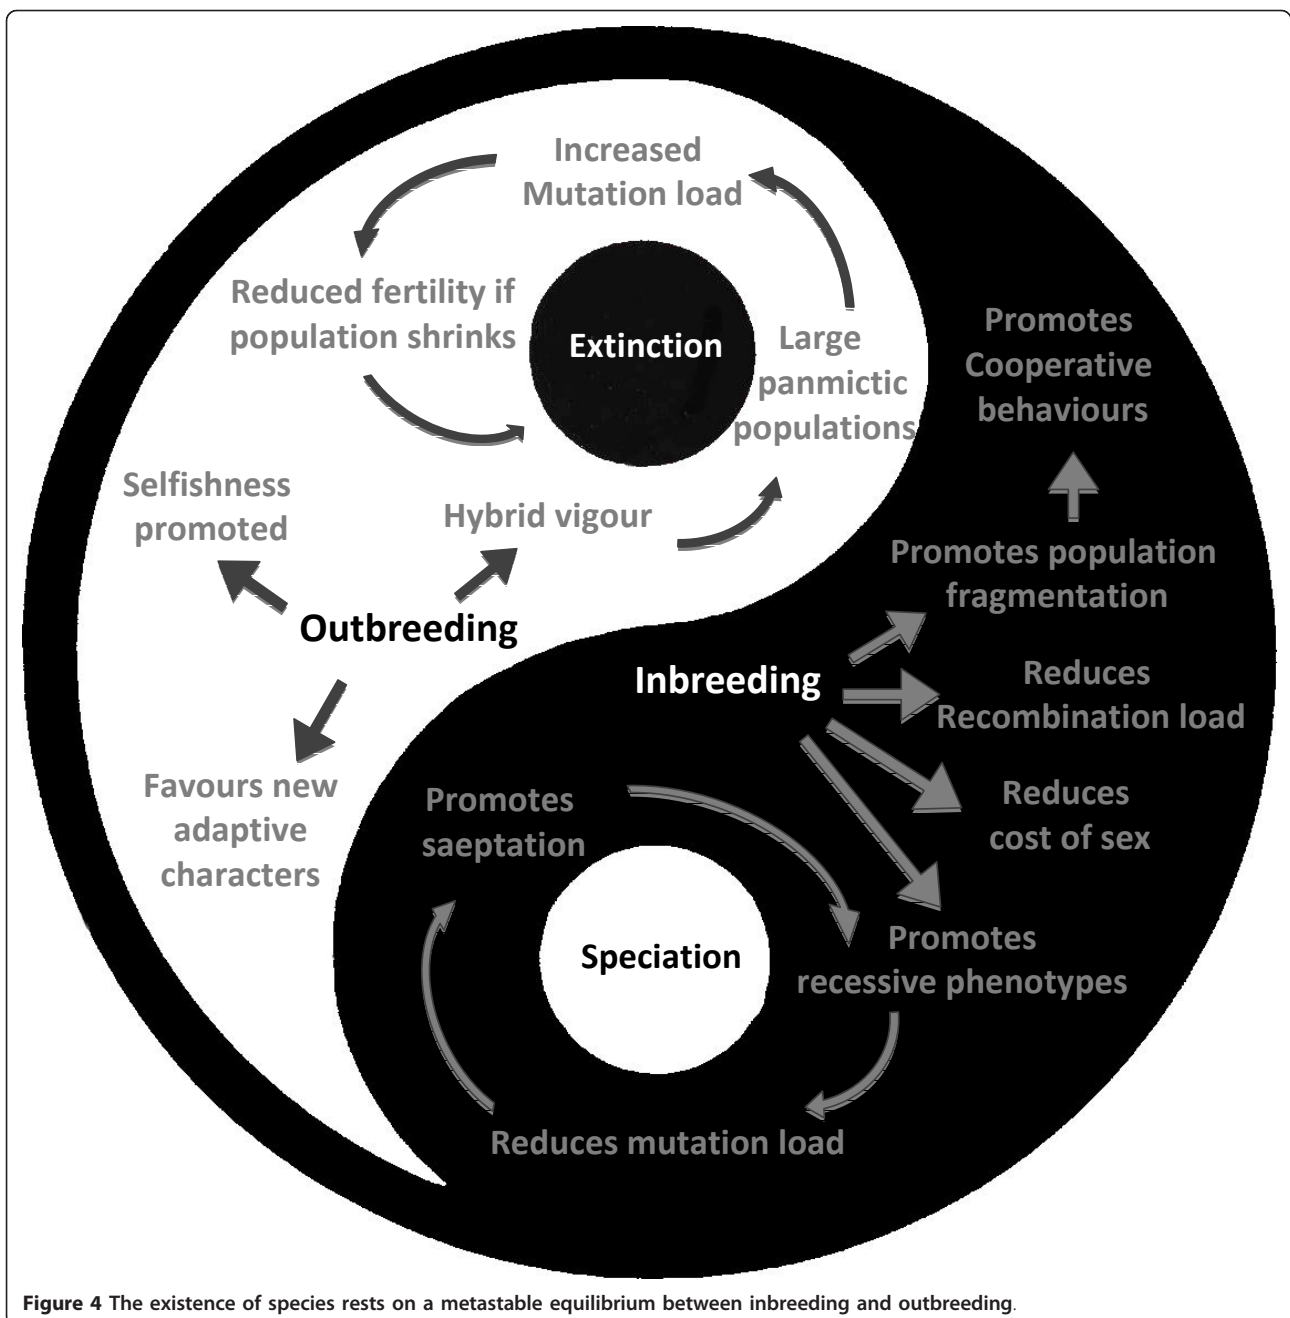 Increased
Mutation load
Reduced fertility if
population shrinks
Extinction
Large
panmictic
populations
Selfishness
promoted
Hybrid vigour
Outbreeding
Favours new
adaptive
characters
Promotes
Cooperative
behaviours
Promotes population
fragmentation
Inbreeding
Reduces
Recombination load
Reduces
cost of sex
Promotes
saeptation
Speciation
Promotes
recessive phenotypes
Reduces mutation load
Figure 4 The existence of species rests on a metastable equilibrium between inbreeding and outbreeding.